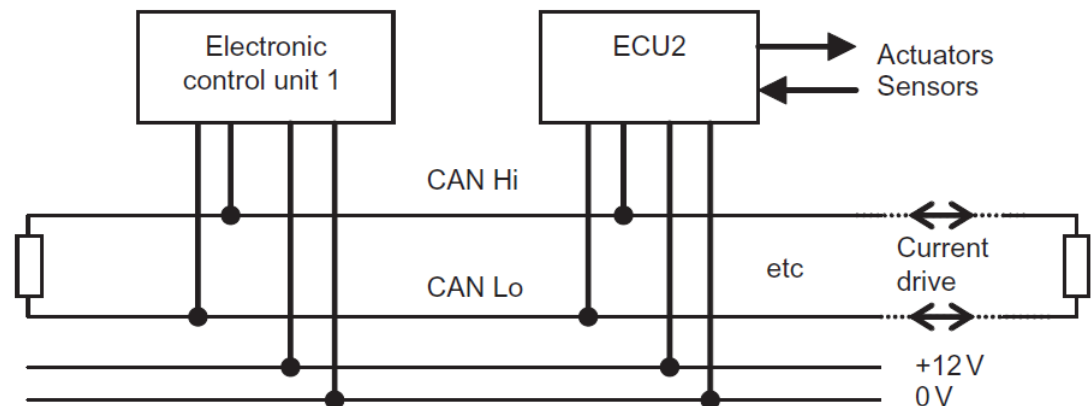 Electronic
control unit 1
ECU2
Actuators
Sensors
CAN Hi
CAN Lo
etc
Current
drive
+12 V
0 V